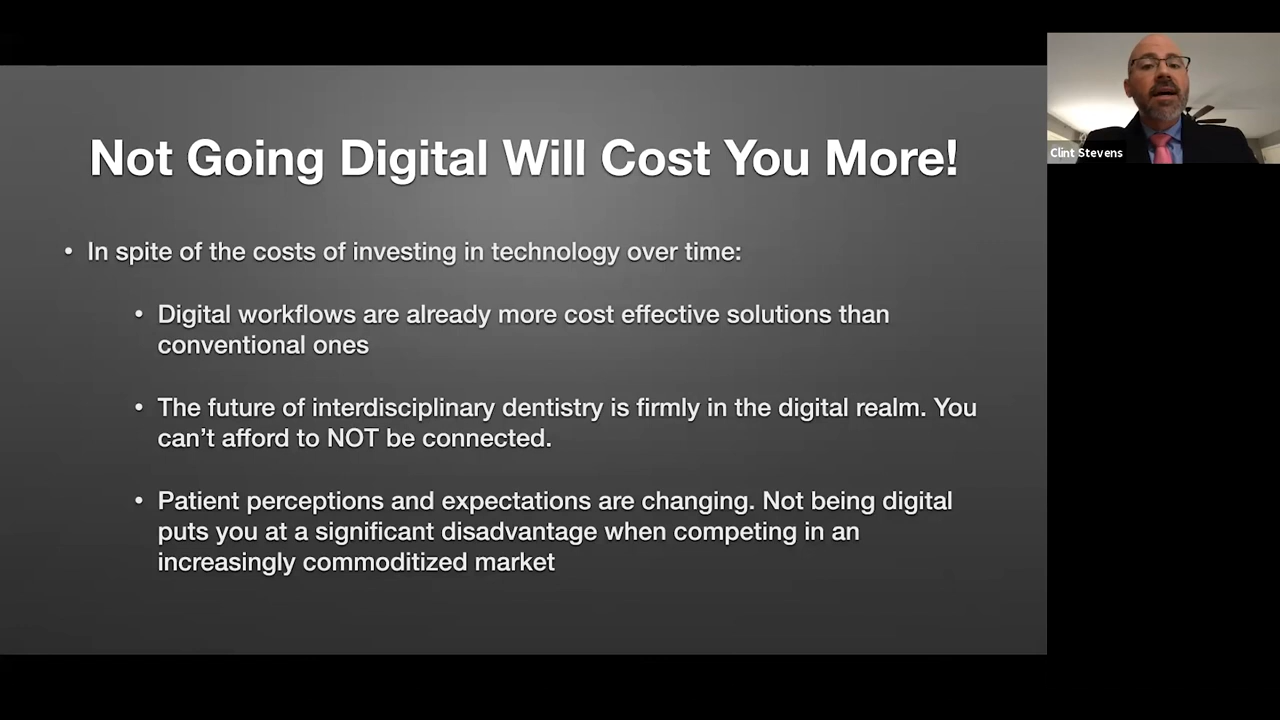 Not Going Digital Will Cost You More!
• In spite of the costs of investing in technology over time:
• Digital workflows are already more cost effective solutions than
conventional ones
• The future of interdisciplinary dentistry is firmly in the digital realm. You
can’t afford to NOT be connected.
• Patient perceptions and expectations are changing. Not being digital
puts you at a significant disadvantage when competing in an
increasingly commoditized market
Clint Stevens